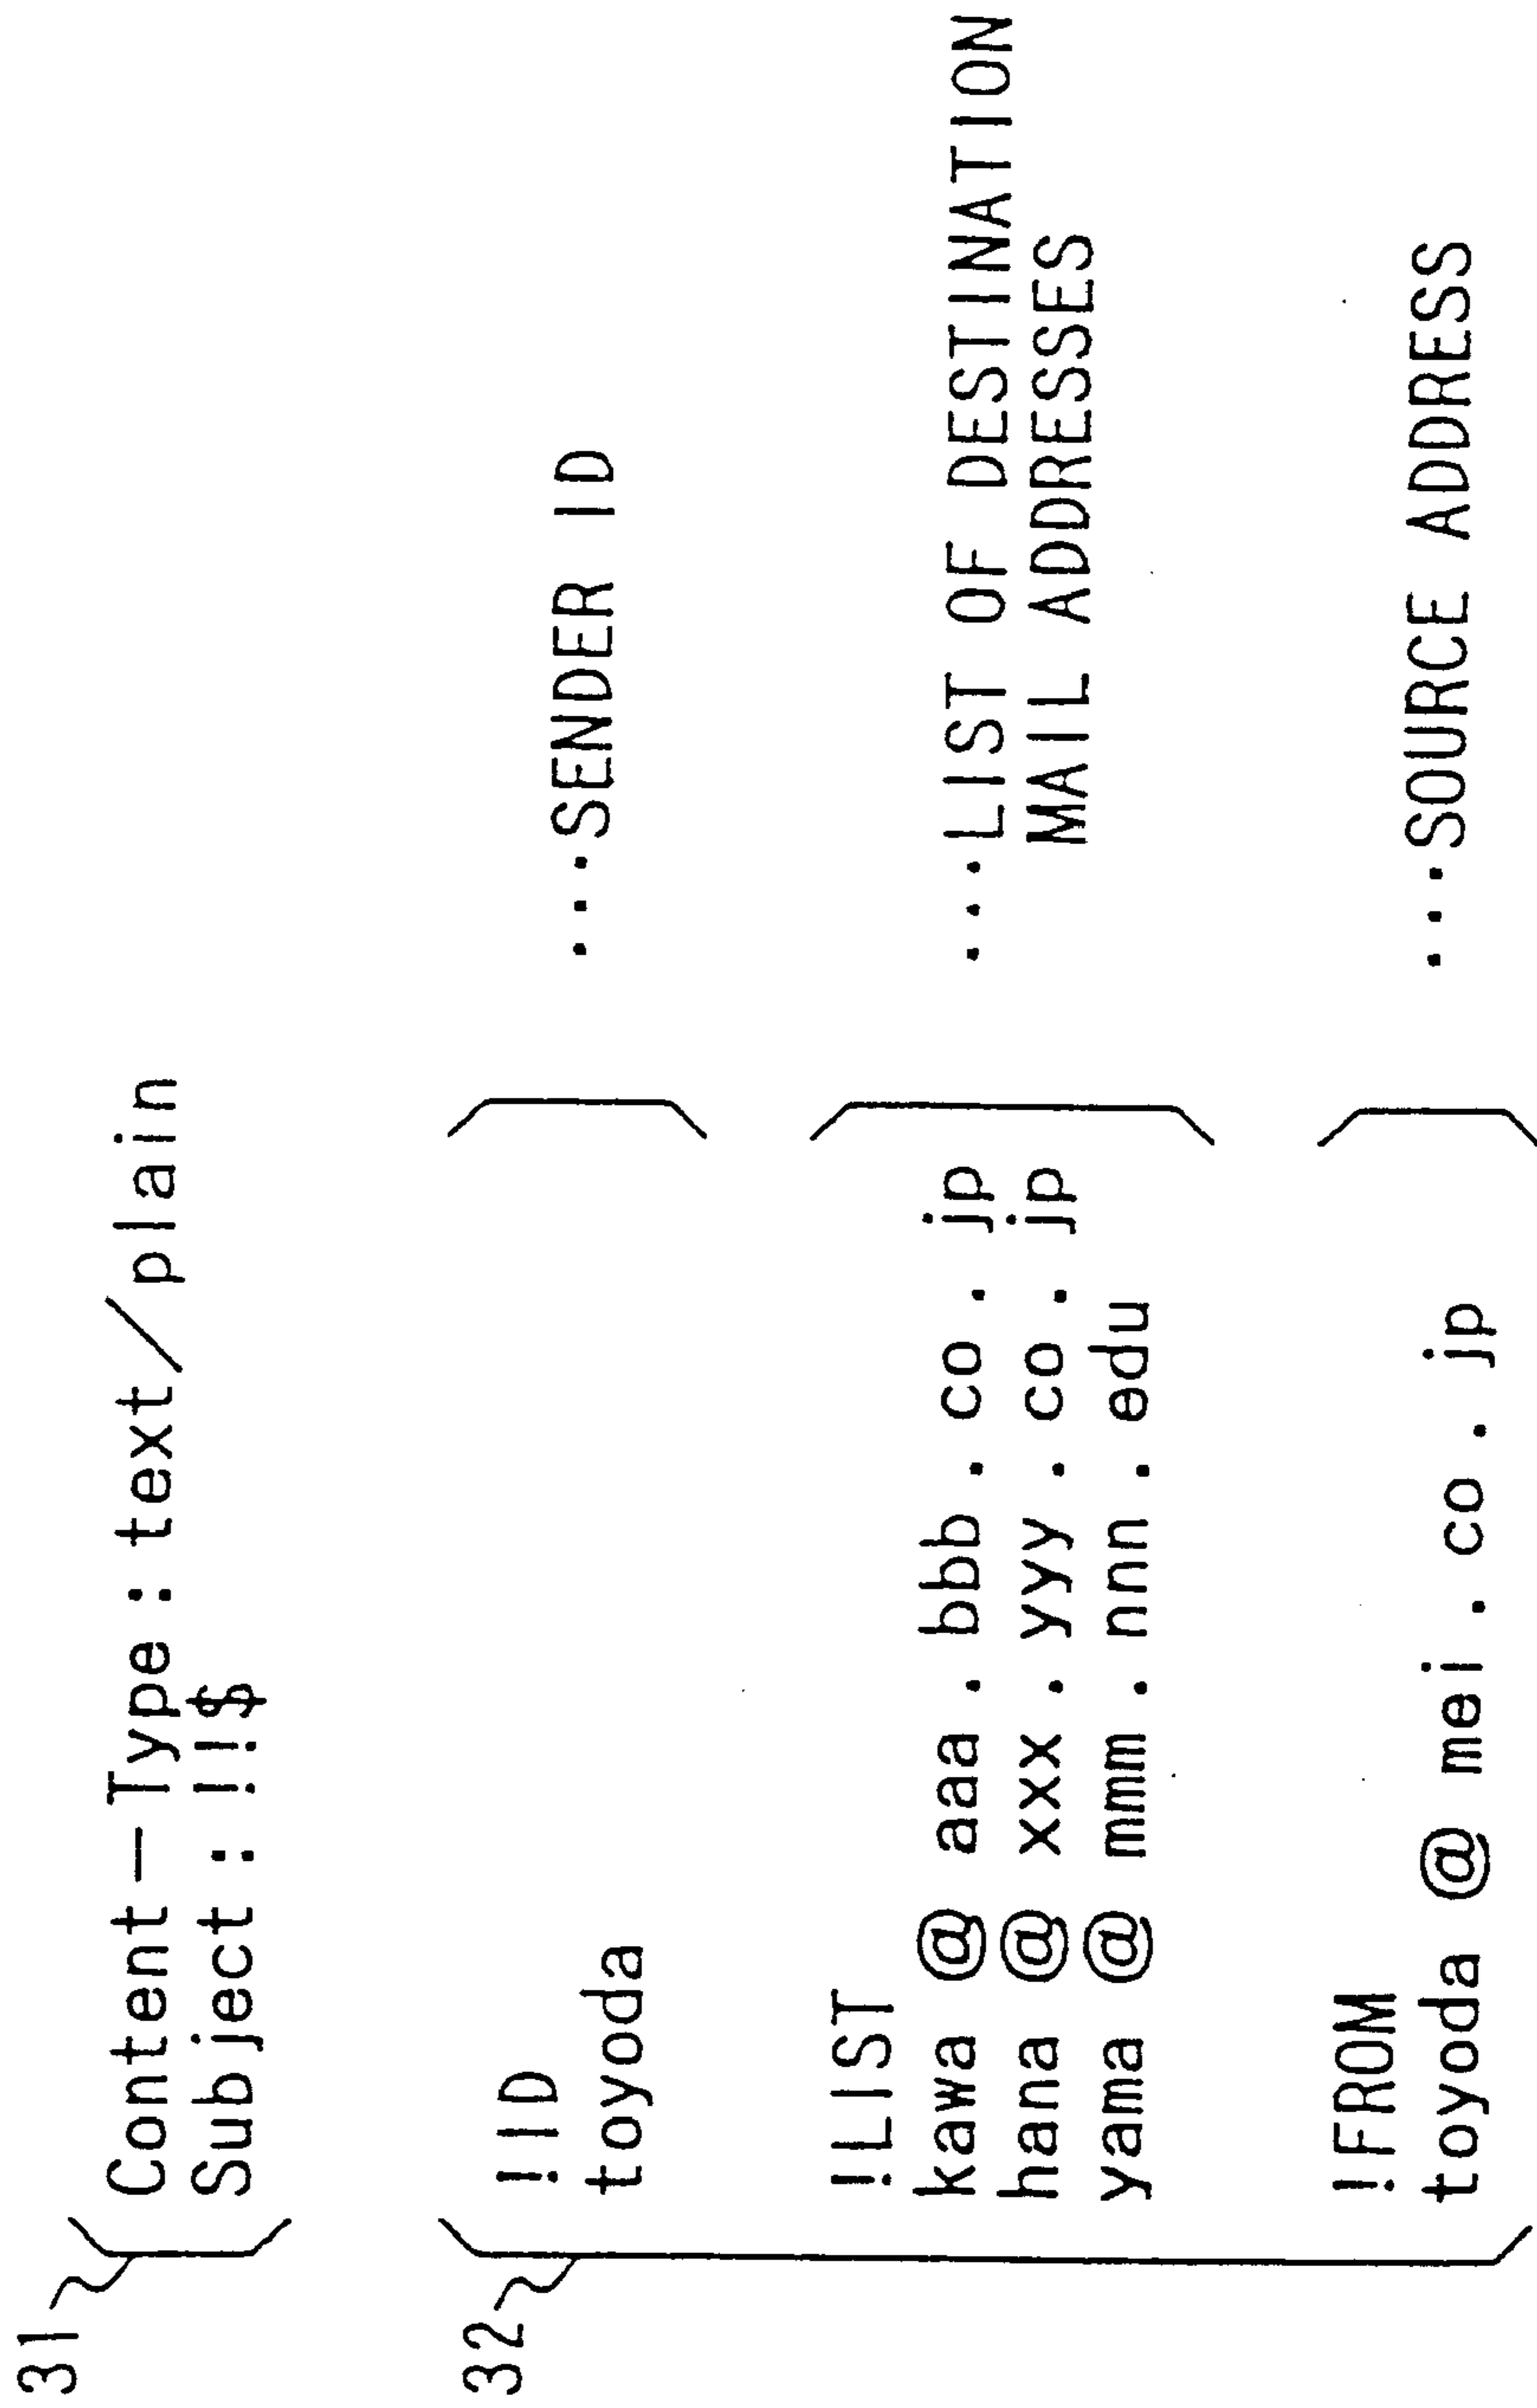 31
Content-Type : text/plain
Subject : !!$
32
!ID
toyoda ...SENDER ID
!LIST
kawa @ aaa . bbb . co . jp ...LIST OF DESTINATION
hana @ xxx . yyy . co . jp MAIL ADDRESSES
yama @ mmm . nnn . edu
!FROM
toyoda @ mei . co . jp ...SOURCE ADDRESS